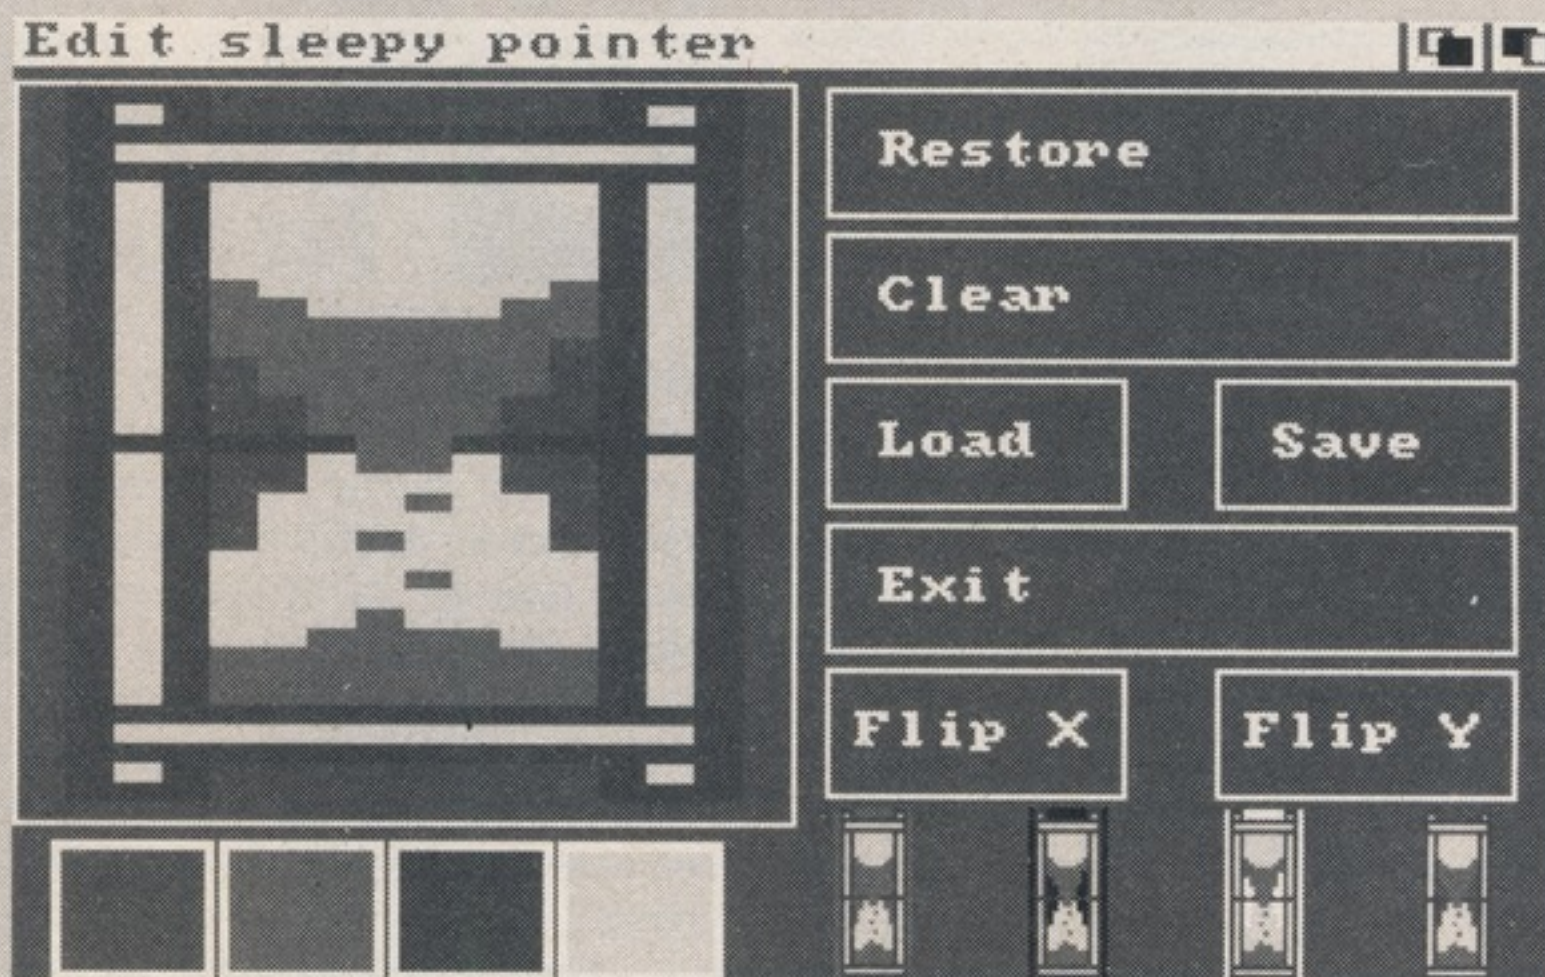 Edit sleepy pointer
Restore
Clear
Load Save
Exit
Flip X Flip Y